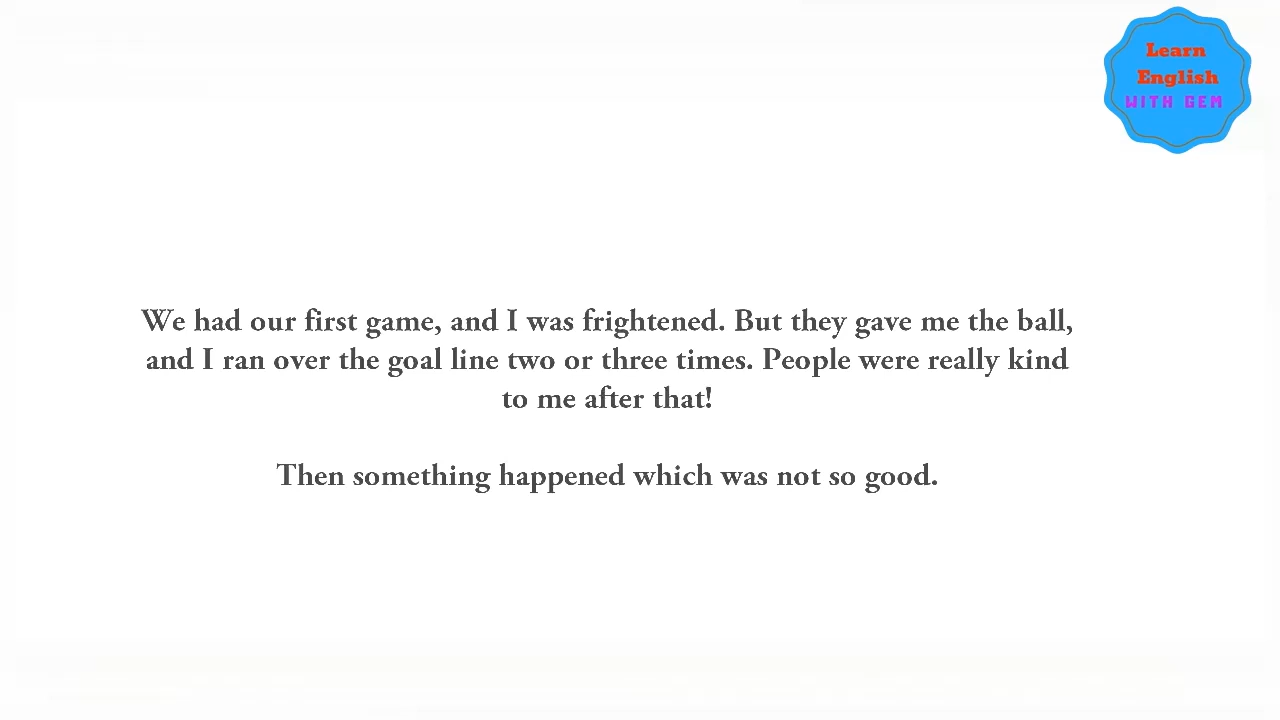 Learn
English
WITH GEM
We had our first game, and I was frightened. But they gave me the ball,
and I ran over the goal line two or three times. People were really kind
to me after that!
Then something happened which was not so good.